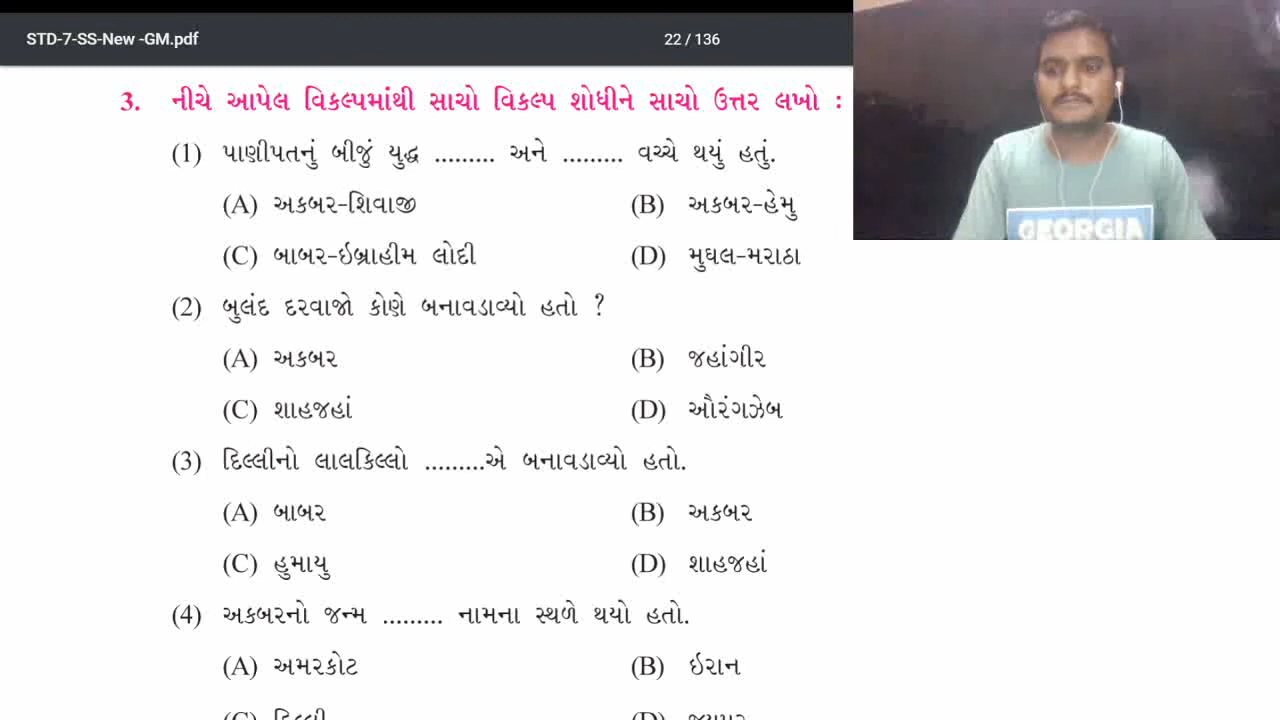 STD-7-SS-New -GM.pdf 22 / 136
3. નીચે આપેલ વિકલ્પમાંથી સાચો વિકલ્પ શોધીને સાચો ઉત્તર લખો :
(1) પાણીપતનું બીજું યુદ્ધ ......... અને ......... વચ્ચે થયું હતું.
(A) અકબર-શિવાજી (B) અકબર-હેમુ
(C) બાબર-ઇબ્રાહીમ લોદી (D) મુઘલ-મરાઠા
(2) બુલંદ દરવાજો કોણે બનાવડાવ્યો હતો ?
(A) અકબર (B) જહાંગીર
(C) શાહજહાં (D) ઔરંગઝેબ
(3) દિલ્લીનો લાલકિલ્લો .........એ બનાવડાવ્યો હતો.
(A) બાબર (B) અકબર
(C) હુમાયુ (D) શાહજહાં
(4) અકબરનો જન્મ ......... નામના સ્થળે થયો હતો.
(A) અમરકોટ (B) ઇરાન
GEORGIA